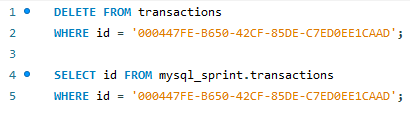 1 DELETE FROM transactions
2 WHERE id = '000447FE-B650-42CF-85DE-C7ED0EE1CAAD';
3
4 SELECT id FROM mysql_sprint.transactions
5 WHERE id = '000447FE-B650-42CF-85DE-C7ED0EE1CAAD';